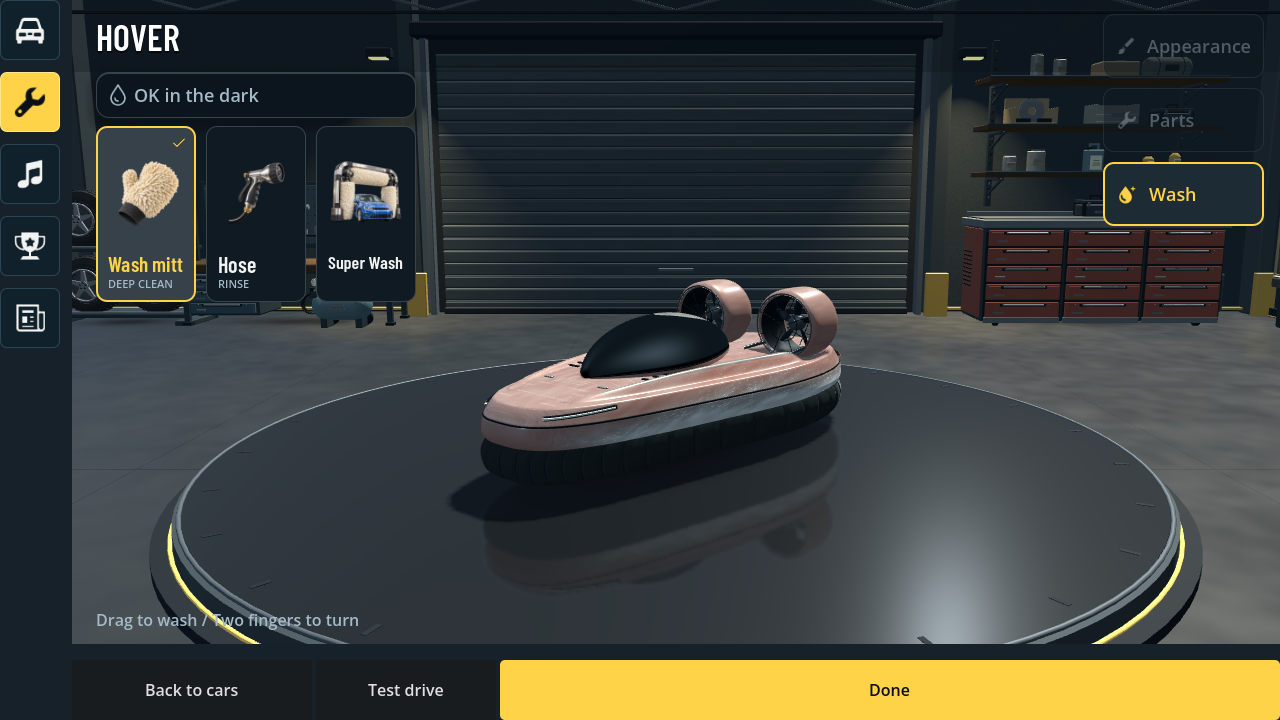 HOVER
OK in the dark
Wash mitt
DEEP CLEAN
Hose
RINSE
Super Wash
Appearance
Parts
Wash
Drag to wash / Two fingers to turn
Back to cars
Test drive
Done